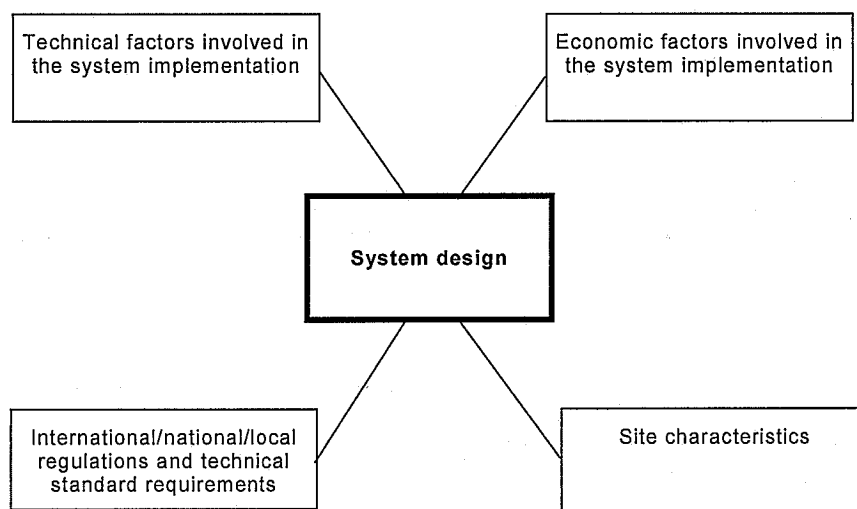 Technical factors involved in
the system implementation
Economic factors involved in
the system implementation
System design
International/national/local
regulations and technical
standard requirements
Site characteristics